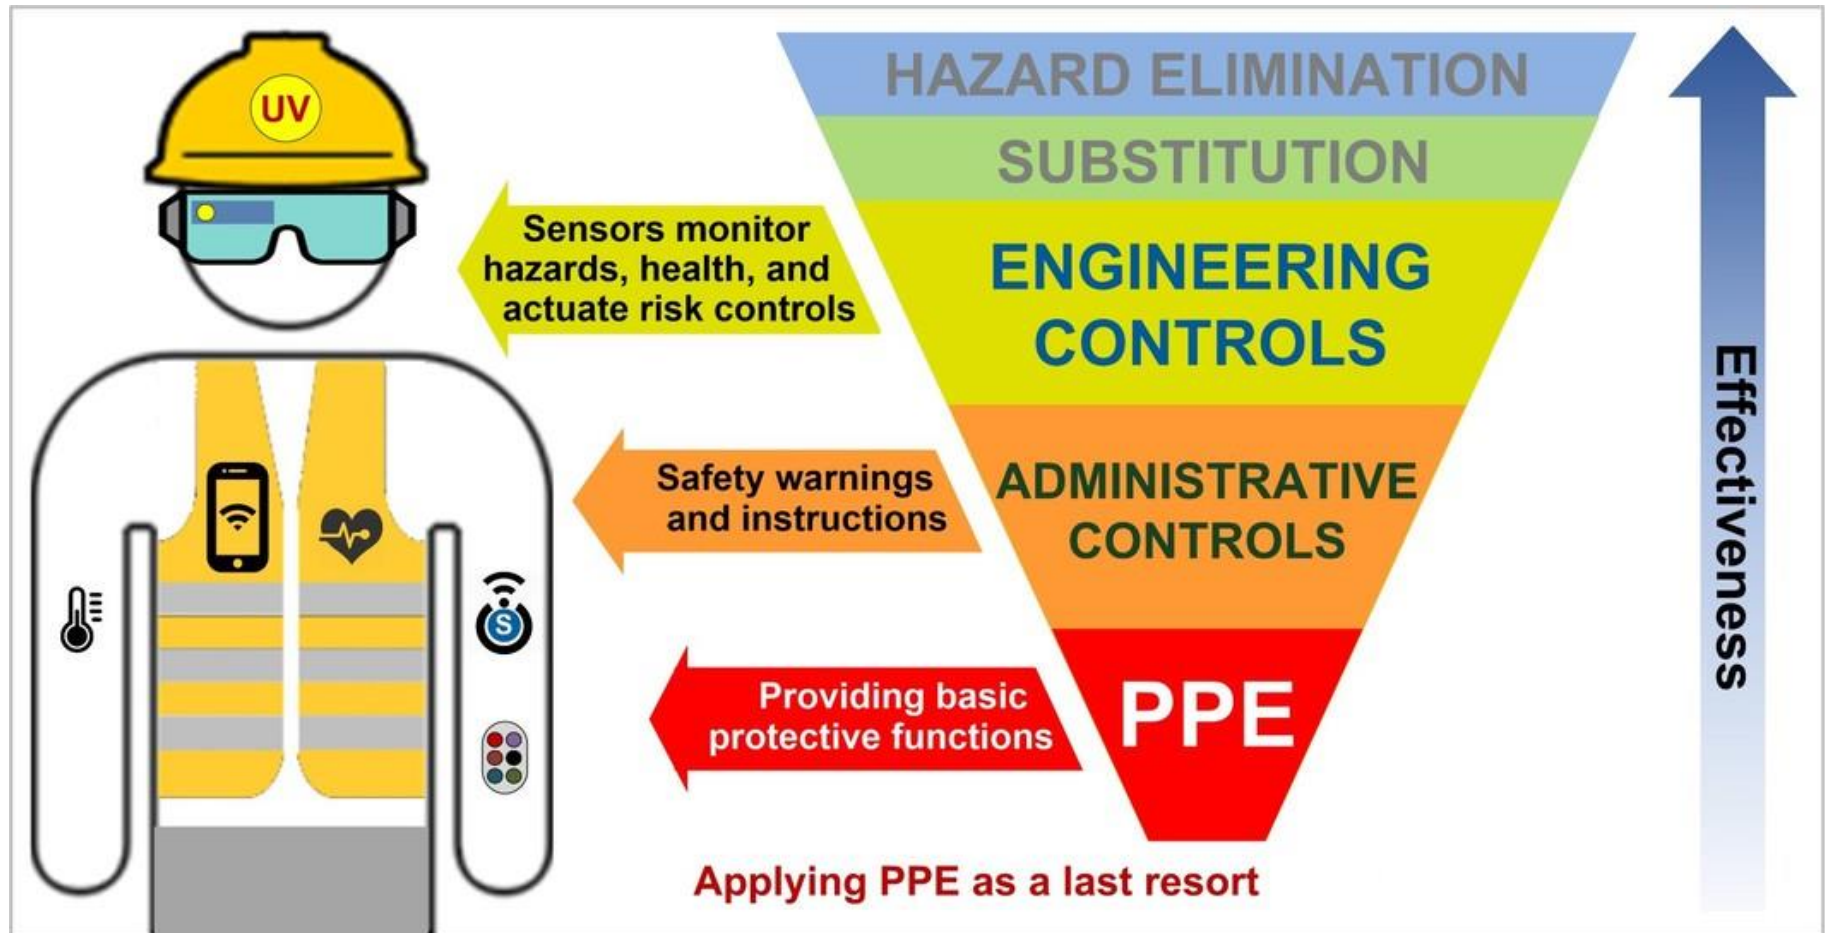 UV
HAZARD ELIMINATION
SUBSTITUTION
Sensors monitor
hazards, health, and
actuate risk controls
ENGINEERING
CONTROLS
Safety warnings
and instructions
ADMINISTRATIVE
CONTROLS
S
Providing basic
protective functions
PPE
Applying PPE as a last resort
Effectiveness